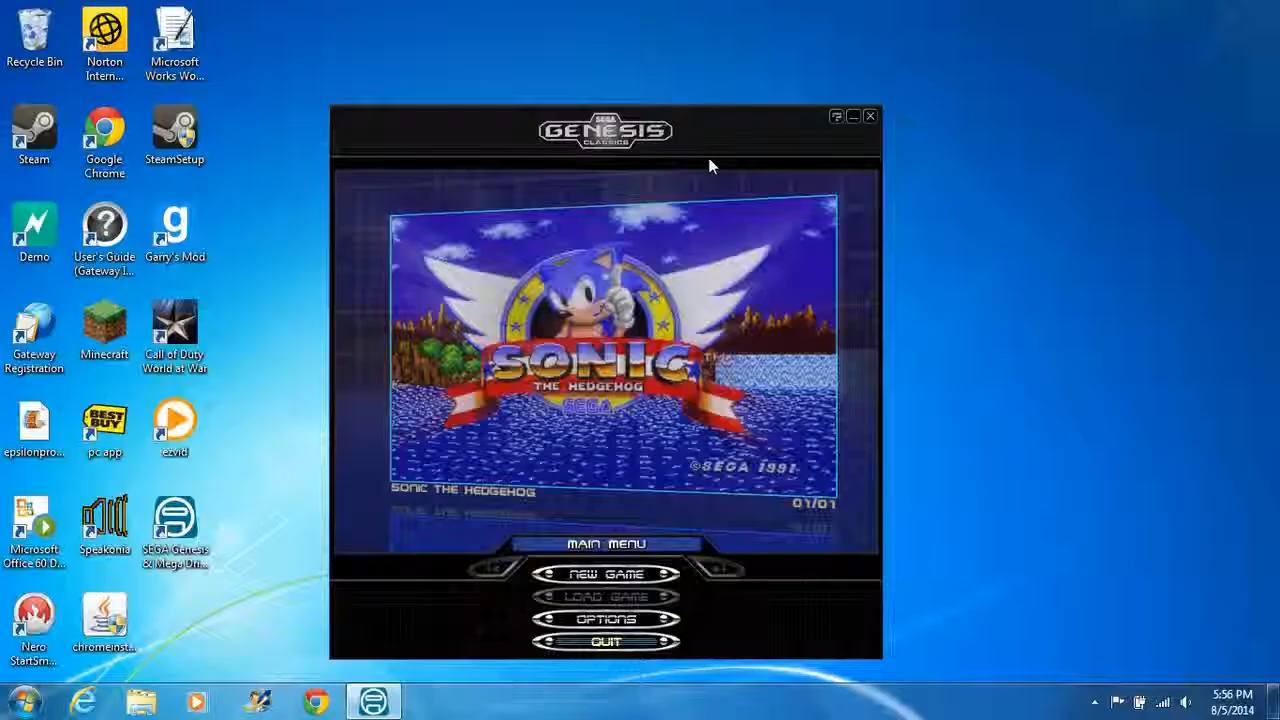 Recycle Bin
Norton
Intern...
Microsoft
Works Wo...
Steam
Google
Chrome
SteamSetup
Demo
User's Guide
(Gateway I...
g
Garry's Mod
Gateway
Registration
Minecraft
Call of Duty
World at War
epsilonpro...
BEST
BUY
pc app
ezvid
Microsoft
Office 60 D...
Speakonia
SEGA Genesis
& Mega Dri...
Nero
StartSm...
chromeinst...
SEGA
GENESIS
CLASSICS
?
SONIC
TM
THE HEDGEHOG
SEGA
©SEGA 1991
SONIC THE HEDGEHOG
01/01
MAIN MENU
NEW GAME
LOAD GAME
OPTIONS
QUIT
5:56 PM
8/5/2014